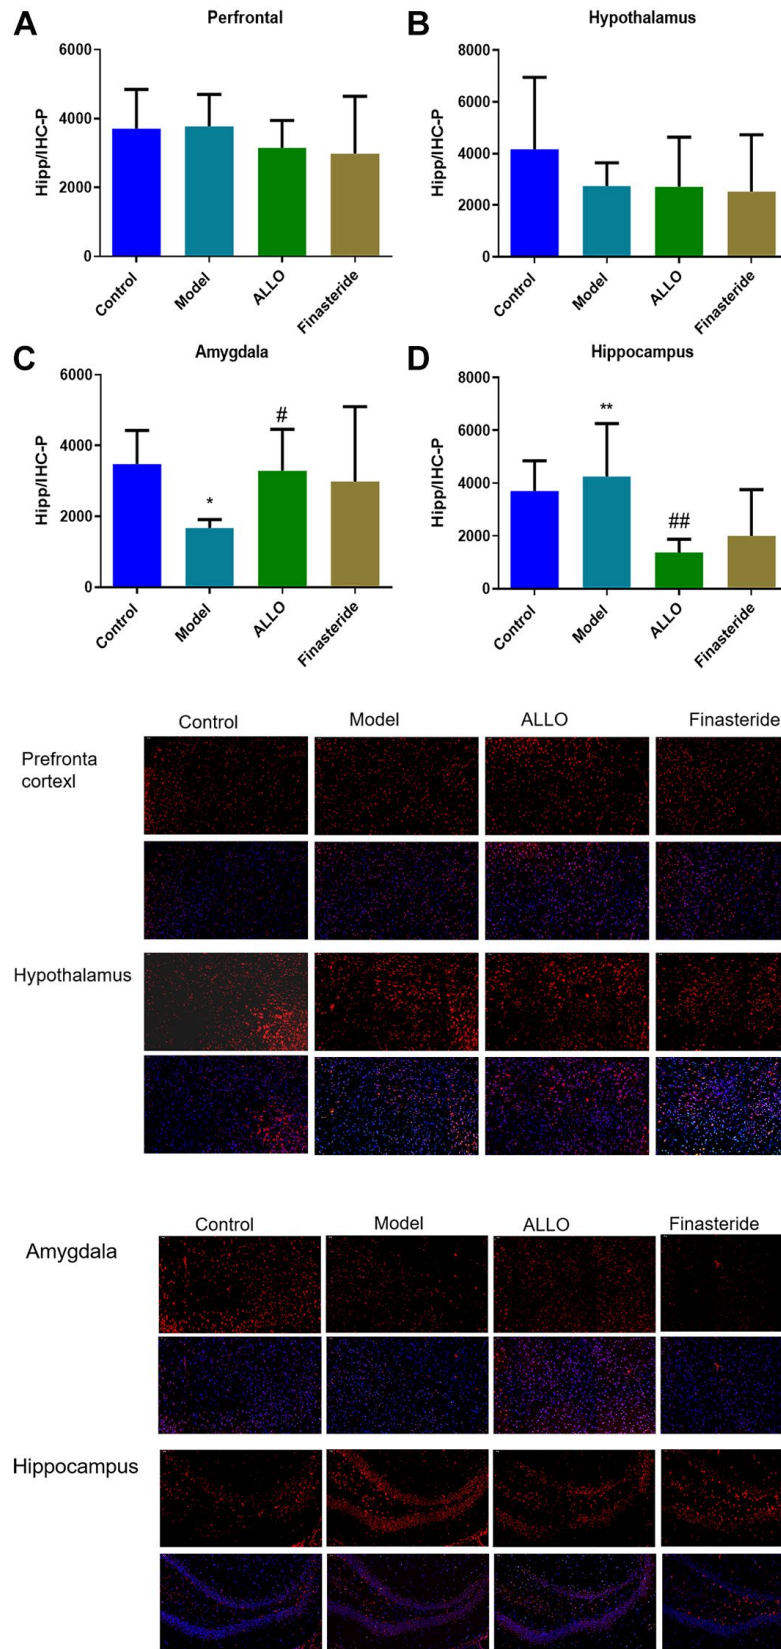 A
Perfrontal
Hipp/IHC-P
6000
4000
2000
0
Control
Model
ALLO
Finasteride
B
Hypothalamus
Hipp/IHC-P
8000
6000
4000
2000
0
Control
Model
ALLO
Finasteride
C
Amygdala
Hipp/IHC-P
6000
4000
2000
0
*
#
Control
Model
ALLO
Finasteride
D
Hippocampus
Hipp/IHC-P
8000
6000
4000
2000
0
**
##
Control
Model
ALLO
Finasteride
Control Model ALLO Finasteride
Prefronta
cortexl
Hypothalamus
Control Model ALLO Finasteride
Amygdala
Hippocampus